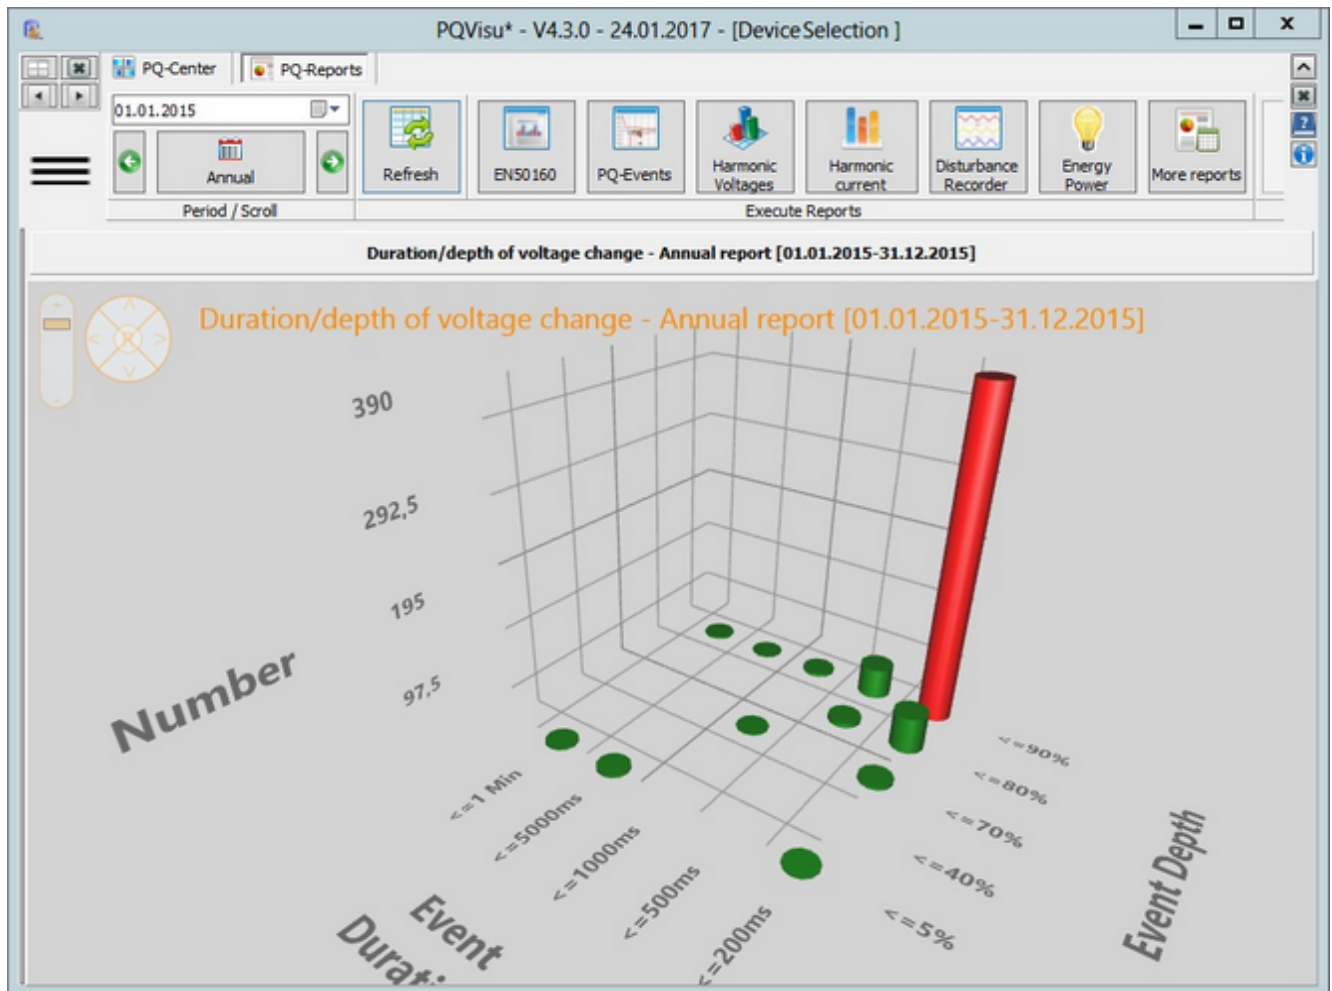 PQVisu* - V4.3.0 - 24.01.2017 - [DeviceSelection ]
PQ-Center
PQ-Reports
01.01.2015
Annual
Refresh
EN50160
PQ-Events
Harmonic
Voltages
Harmonic
current
Disturbance
Recorder
Energy
Power
More reports
Period / Scroll
Execute Reports
Duration/depth of voltage change - Annual report [01.01.2015-31.12.2015]
Duration/depth of voltage change - Annual report [01.01.2015-31.12.2015]
390
292,5
195
97,5
Number
<=1 Min
<=5000ms
<=1000ms
<=500ms
<=200ms
Event
Durati
<=90%
<=80%
<=70%
<=40%
<=5%
Event Depth